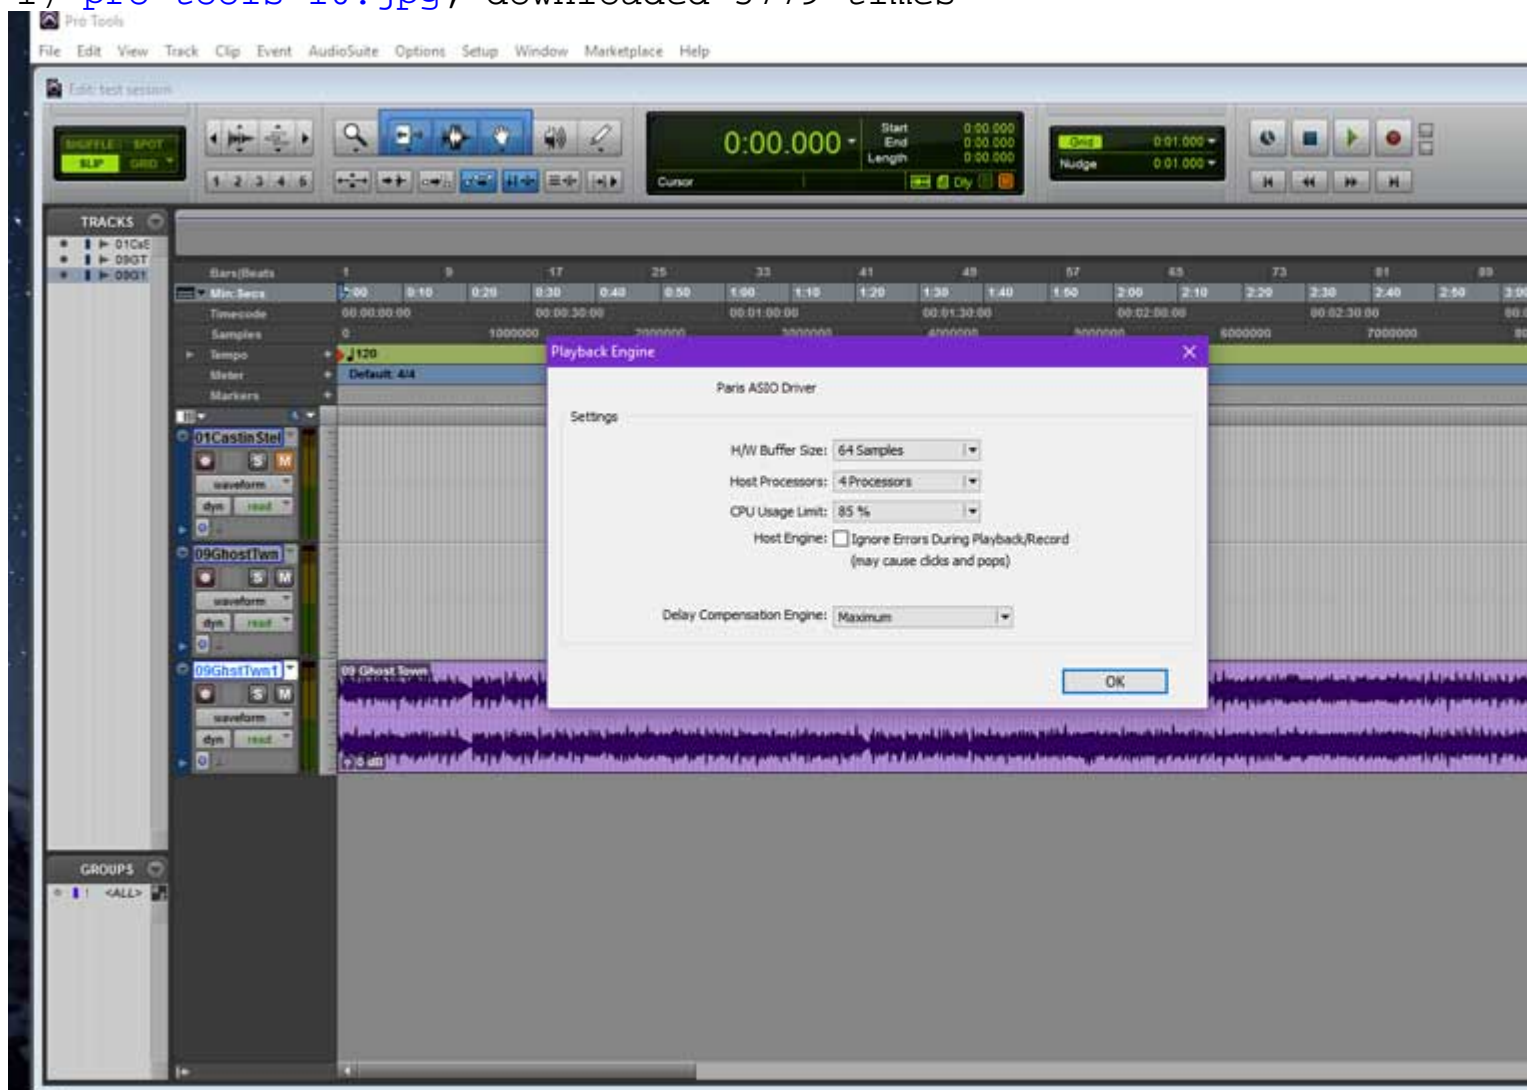 Pro Tools
File Edit View Track Clip Event AudioSuite Options Setup Window Marketplace Help
Edit: test session
SHUFFLE SPOT
SLIP GRID
1 2 3 4 5
0:00.000
Start 0:00.000
End 0:00.000
Length 0:00.000
Cursor
Dly
Grid 0:01.000
Nudge 0:01.000
TRACKS
01CsS
09GT
09G1
Bars|Beats 1 9 17 25 33 41 49 57 65 73 81 89
Min:Secs 0:00 0:10 0:20 0:30 0:40 0:50 1:00 1:10 1:20 1:30 1:40 1:50 2:00 2:10 2:20 2:30 2:40 2:50 3:00
Timecode 00:00:00:00 00:00:30:00 00:01:00:00 00:01:30:00 00:02:00:00 00:02:30:00
Samples 0 1000000 2000000 3000000 4000000 5000000 6000000 7000000
Tempo 120
Meter Default: 4/4
Markers
Playback Engine
Paris ASIO Driver
Settings
H/W Buffer Size: 64 Samples
Host Processors: 4 Processors
CPU Usage Limit: 85 %
Host Engine: Ignore Errors During Playback/Record
(may cause clicks and pops)
Delay Compensation Engine: Maximum
OK
01CastinStel
S M
waveform
dyn read
09GhostTwn
S M
waveform
dyn read
09GhstTwn1
S M
waveform
dyn read
09 Ghost Town
0 dB
GROUPS
! <ALL>